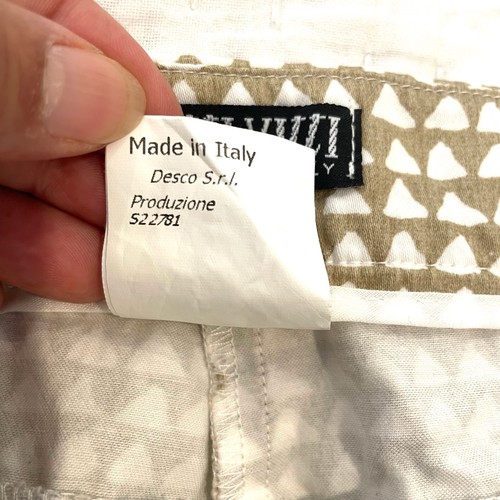 Made in Italy
Desco S.r.l.
Produzione
S22781